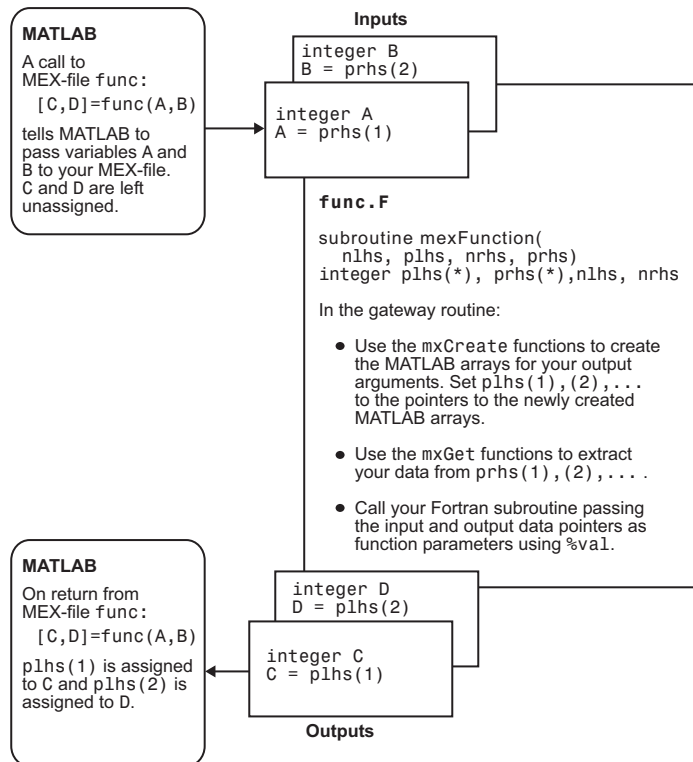 MATLAB
A call to
MEX-file func:
[C,D]=func(A,B)
tells MATLAB to
pass variables A and
B to your MEX-file.
C and D are left
unassigned.
Inputs
integer B
B = prhs(2)
integer A
A = prhs(1)
func.F
subroutine mexFunction(
nlhs, plhs, nrhs, prhs)
integer plhs(*), prhs(*),nlhs, nrhs
In the gateway routine:
● Use the mxCreate functions to create
the MATLAB arrays for your output
arguments. Set plhs(1),(2),...
to the pointers to the newly created
MATLAB arrays.
● Use the mxGet functions to extract
your data from prhs(1),(2),... .
● Call your Fortran subroutine passing
the input and output data pointers as
function parameters using %val.
MATLAB
On return from
MEX-file func:
[C,D]=func(A,B)
plhs(1) is assigned
to C and plhs(2) is
assigned to D.
integer D
D = plhs(2)
integer C
C = plhs(1)
Outputs